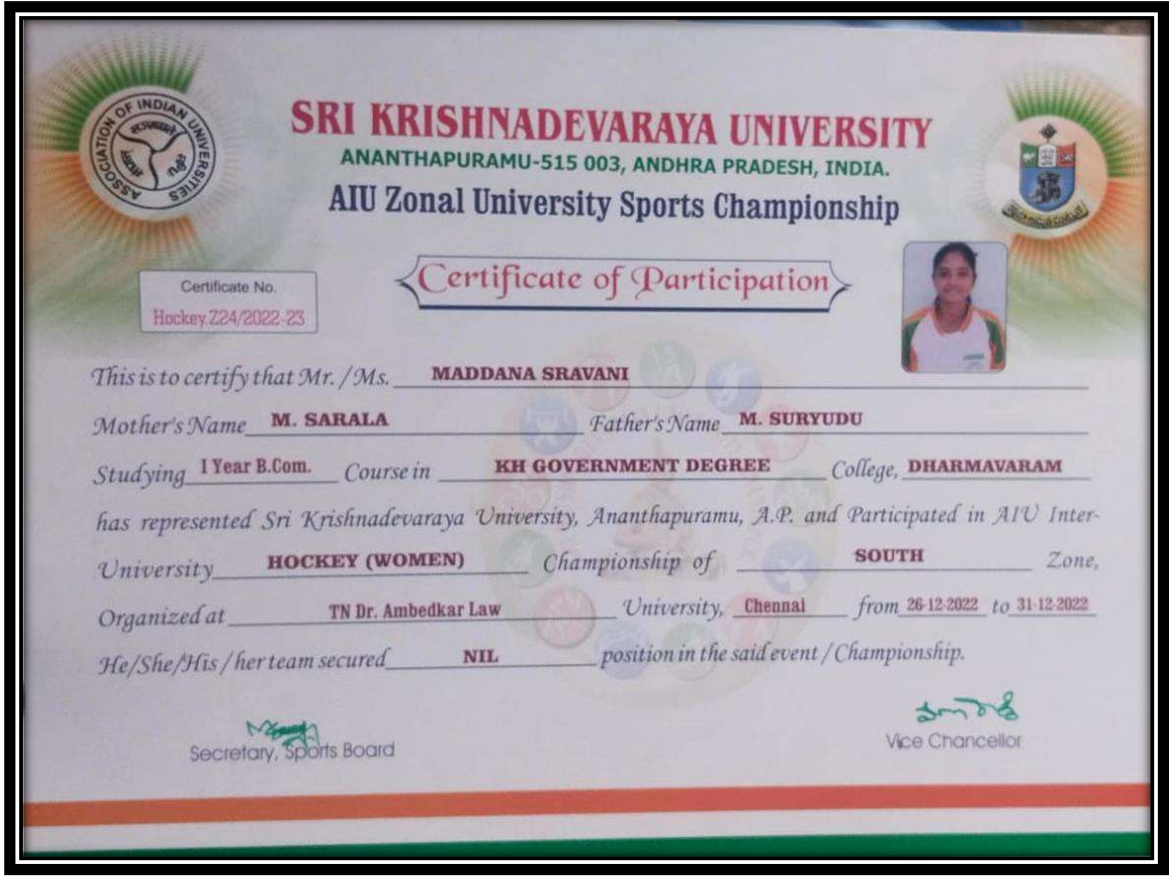 ASSOCIATION OF INDIAN UNIVERSITIES
SRI KRISHNADEVARAYA UNIVERSITY
ANANTHAPURAMU-515 003, ANDHRA PRADESH, INDIA.
AIU Zonal University Sports Championship
Certificate of Participation
Certificate No.
Hockey.Z24/2022-23
This is to certify that Mr. / Ms. MADDANA SRAVANI
Mother's Name M. SARALA Father's Name M. SURYUDU
Studying I Year B.Com. Course in KH GOVERNMENT DEGREE College, DHARMAVARAM
has represented Sri Krishnadevaraya University, Ananthapuramu, A.P. and Participated in AIU Inter-
University HOCKEY (WOMEN) Championship of SOUTH Zone,
Organized at TN Dr. Ambedkar Law University, Chennai from 26-12-2022 to 31-12-2022
He/She/His / her team secured NIL position in the said event / Championship.
Secretary, Sports Board
Vice Chancellor